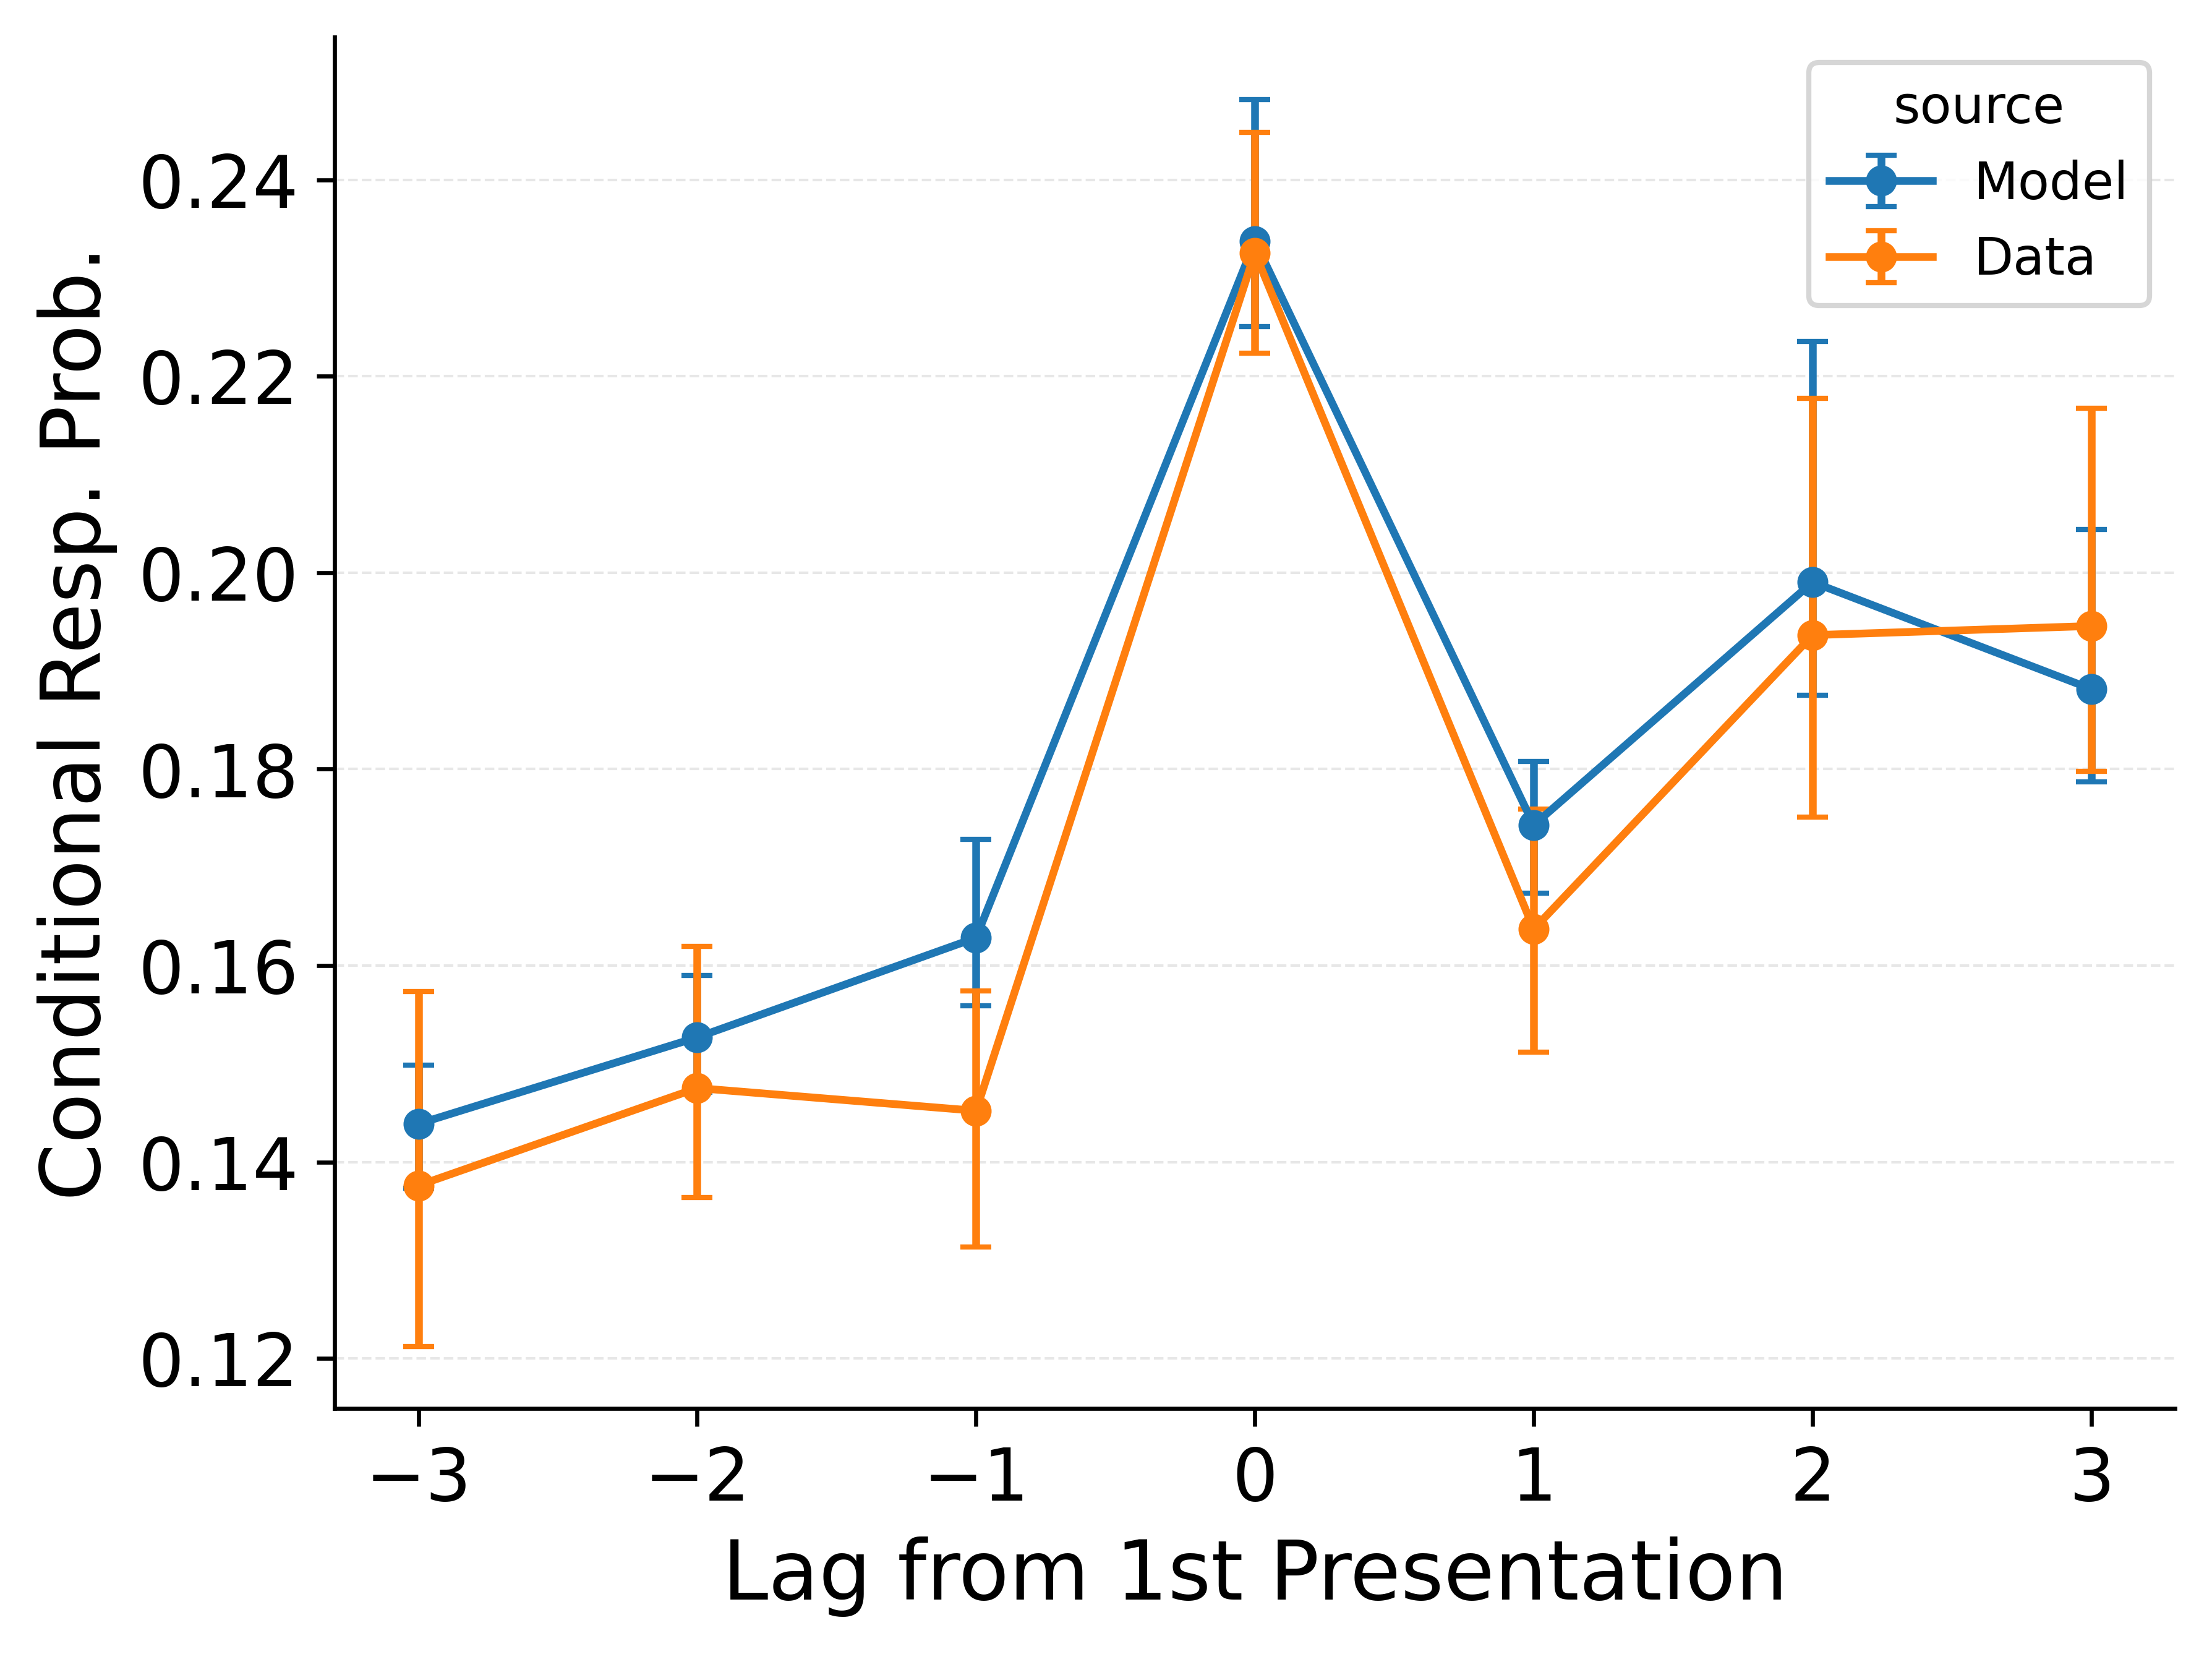 source
Model
Data
Conditional Resp. Prob.
0.24
0.22
0.20
0.18
0.16
0.14
0.12
−3 −2 −1 0 1 2 3
Lag from 1st Presentation